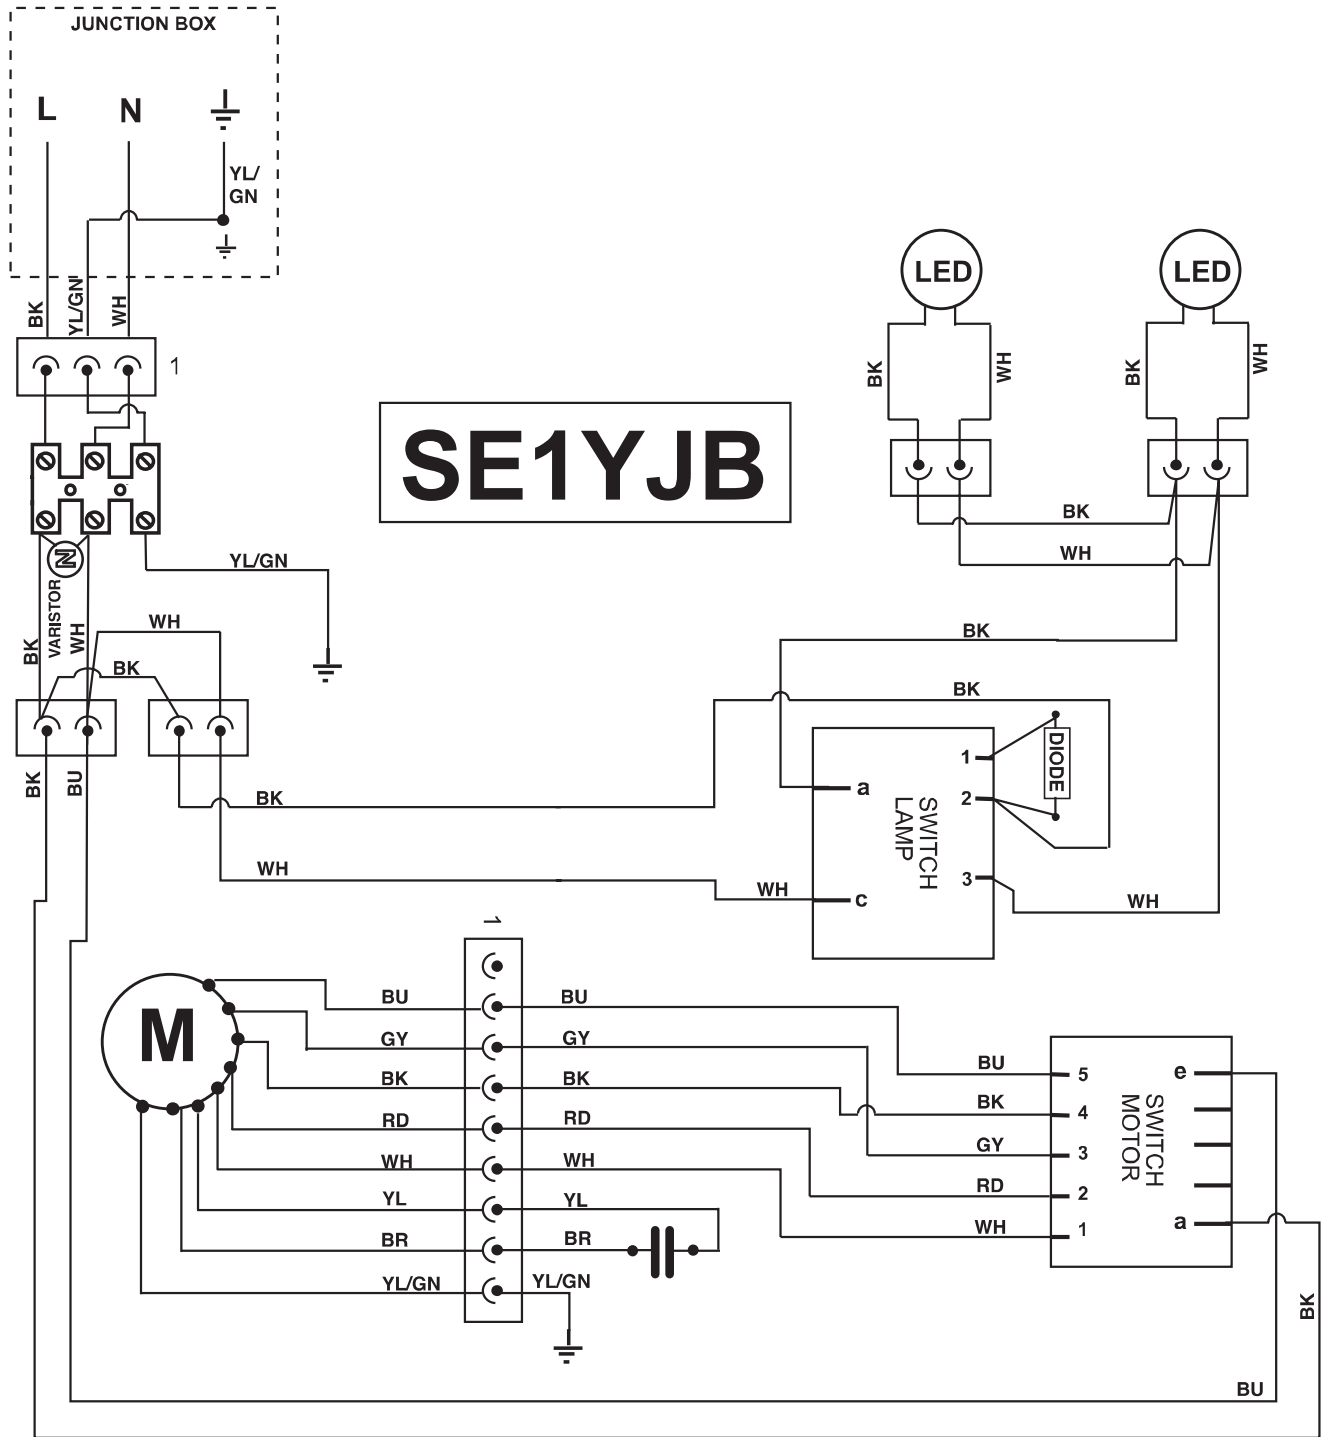 JUNCTION BOX
L
N
YL/
GN
BK
YL/GN
WH
1
LED
LED
BK
WH
BK
WH
SE1YJB
BK
WH
YL/GN
VARISTOR
BK
WH
WH
BK
BK
BU
BK
BK
BK
WH
WH
a
c
1
2
3
SWITCH
LAMP
DIODE
WH
1
M
BU
BU
GY
GY
BK
BK
RD
RD
WH
WH
YL
YL
BR
BR
YL/GN
YL/GN
BU
BK
GY
RD
WH
5
4
3
2
1
SWITCH
MOTOR
e
a
BK
BU